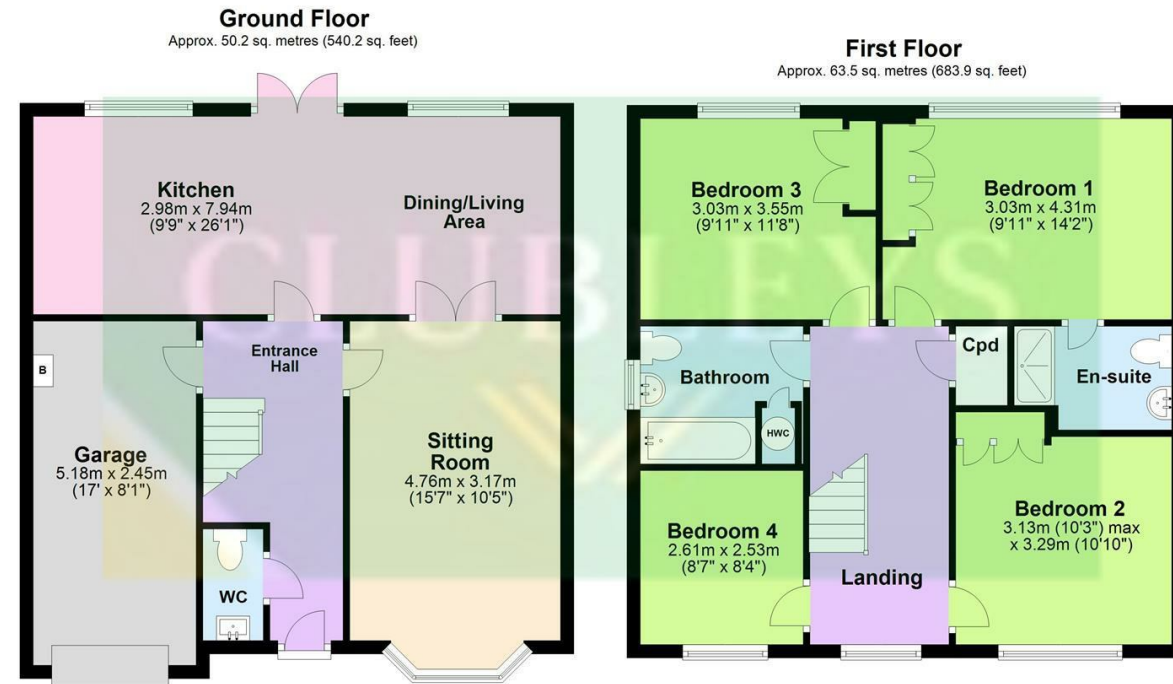 Ground Floor
Approx. 50.2 sq. metres (540.2 sq. feet)
Kitchen
2.98m x 7.94m
(9'9" x 26'1")
Dining/Living
Area
Entrance
Hall
B
Garage
5.18m x 2.45m
(17' x 8'1")
Sitting
Room
4.76m x 3.17m
(15'7" x 10'5")
WC
First Floor
Approx. 63.5 sq. metres (683.9 sq. feet)
Bedroom 3
3.03m x 3.55m
(9'11" x 11'8")
Bedroom 1
3.03m x 4.31m
(9'11" x 14'2")
Bathroom
Cpd
En-suite
HWC
Bedroom 4
2.61m x 2.53m
(8'7" x 8'4")
Landing
Bedroom 2
3.13m (10'3") max
x 3.29m (10'10")
CLUBLEYS